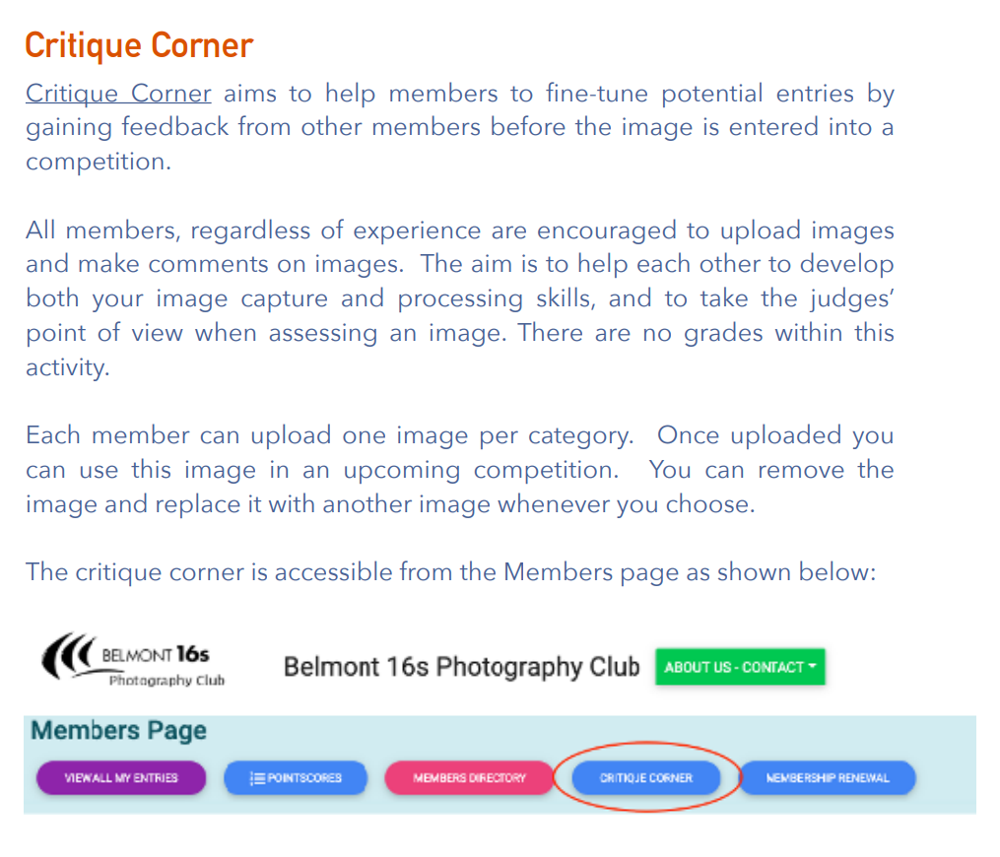 Critique Corner
Critique Corner aims to help members to fine-tune potential entries by
gaining feedback from other members before the image is entered into a
competition.
All members, regardless of experience are encouraged to upload images
and make comments on images.  The aim is to help each other to develop
both your image capture and processing skills, and to take the judges’
point of view when assessing an image. There are no grades within this
activity.
Each member can upload one image per category.  Once uploaded you
can use this image in an upcoming competition.  You can remove the
image and replace it with another image whenever you choose.
The critique corner is accessible from the Members page as shown below:
BELMONT 16s
Photography Club
Belmont 16s Photography Club
ABOUT US - CONTACT
Members Page
VIEW ALL MY ENTRIES
POINTSCORES
MEMBERS DIRECTORY
CRITIQUE CORNER
MEMBERSHIP RENEWAL